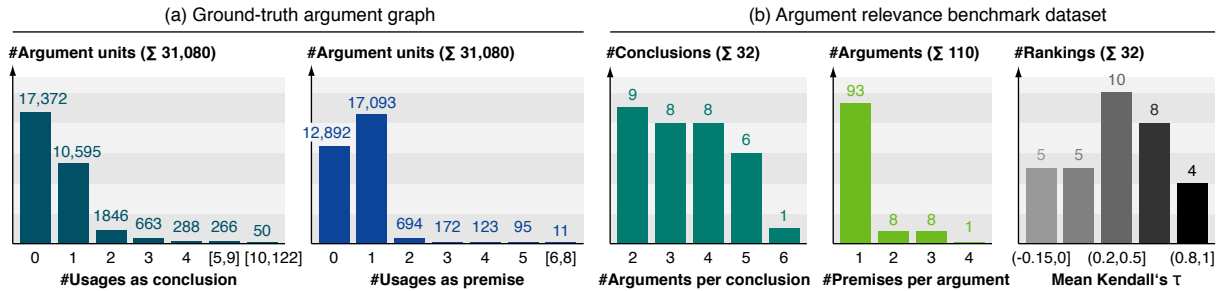 (a) Ground-truth argument graph
(b) Argument relevance benchmark dataset
#Argument units (Σ 31,080)
17,372
10,595
1846
663
288
266
50
0 1 2 3 4 [5,9] [10,122]
#Usages as conclusion
#Argument units (Σ 31,080)
12,892
17,093
694
172
123
95
11
0 1 2 3 4 5 [6,8]
#Usages as premise
#Conclusions (Σ 32)
9
8
8
6
1
2 3 4 5 6
#Arguments per conclusion
#Arguments (Σ 110)
93
8
8
1
1 2 3 4
#Premises per argument
#Rankings (Σ 32)
5
5
10
8
4
(-0.15,0] (0.2,0.5] (0.8,1]
Mean Kendall‘s τ